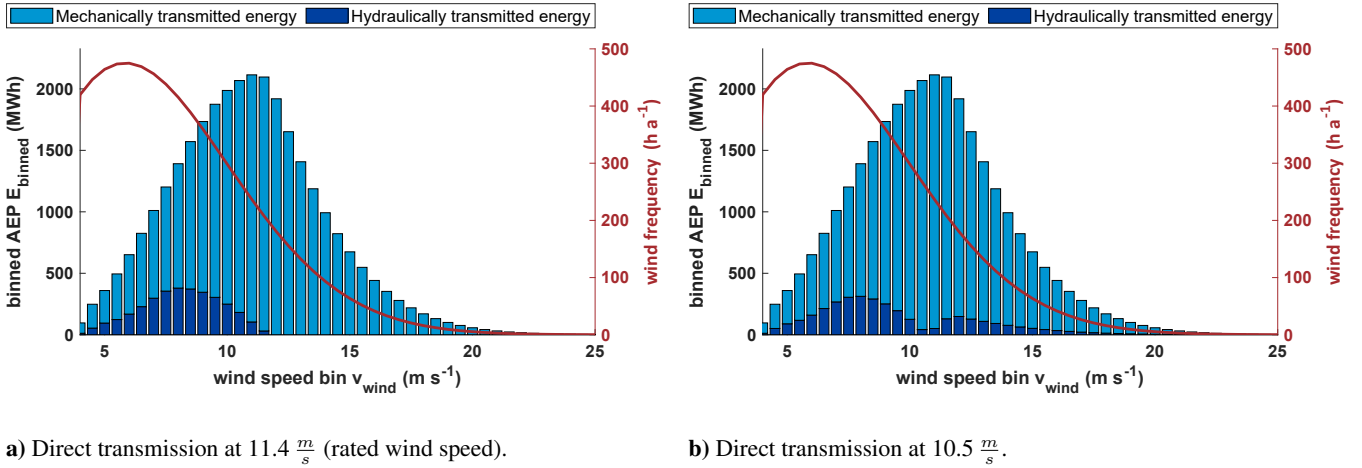 Mechanically transmitted energy Hydraulically transmitted energy
binned AEP E_binned (MWh)
2000
1500
1000
500
0
500
400
300
200
100
0
wind frequency (h a⁻¹)
5 10 15 20 25
wind speed bin v_wind (m s⁻¹)
a) Direct transmission at 11.4 m/s (rated wind speed).
Mechanically transmitted energy Hydraulically transmitted energy
binned AEP E_binned (MWh)
2000
1500
1000
500
0
500
400
300
200
100
0
wind frequency (h a⁻¹)
5 10 15 20 25
wind speed bin v_wind (m s⁻¹)
b) Direct transmission at 10.5 m/s.